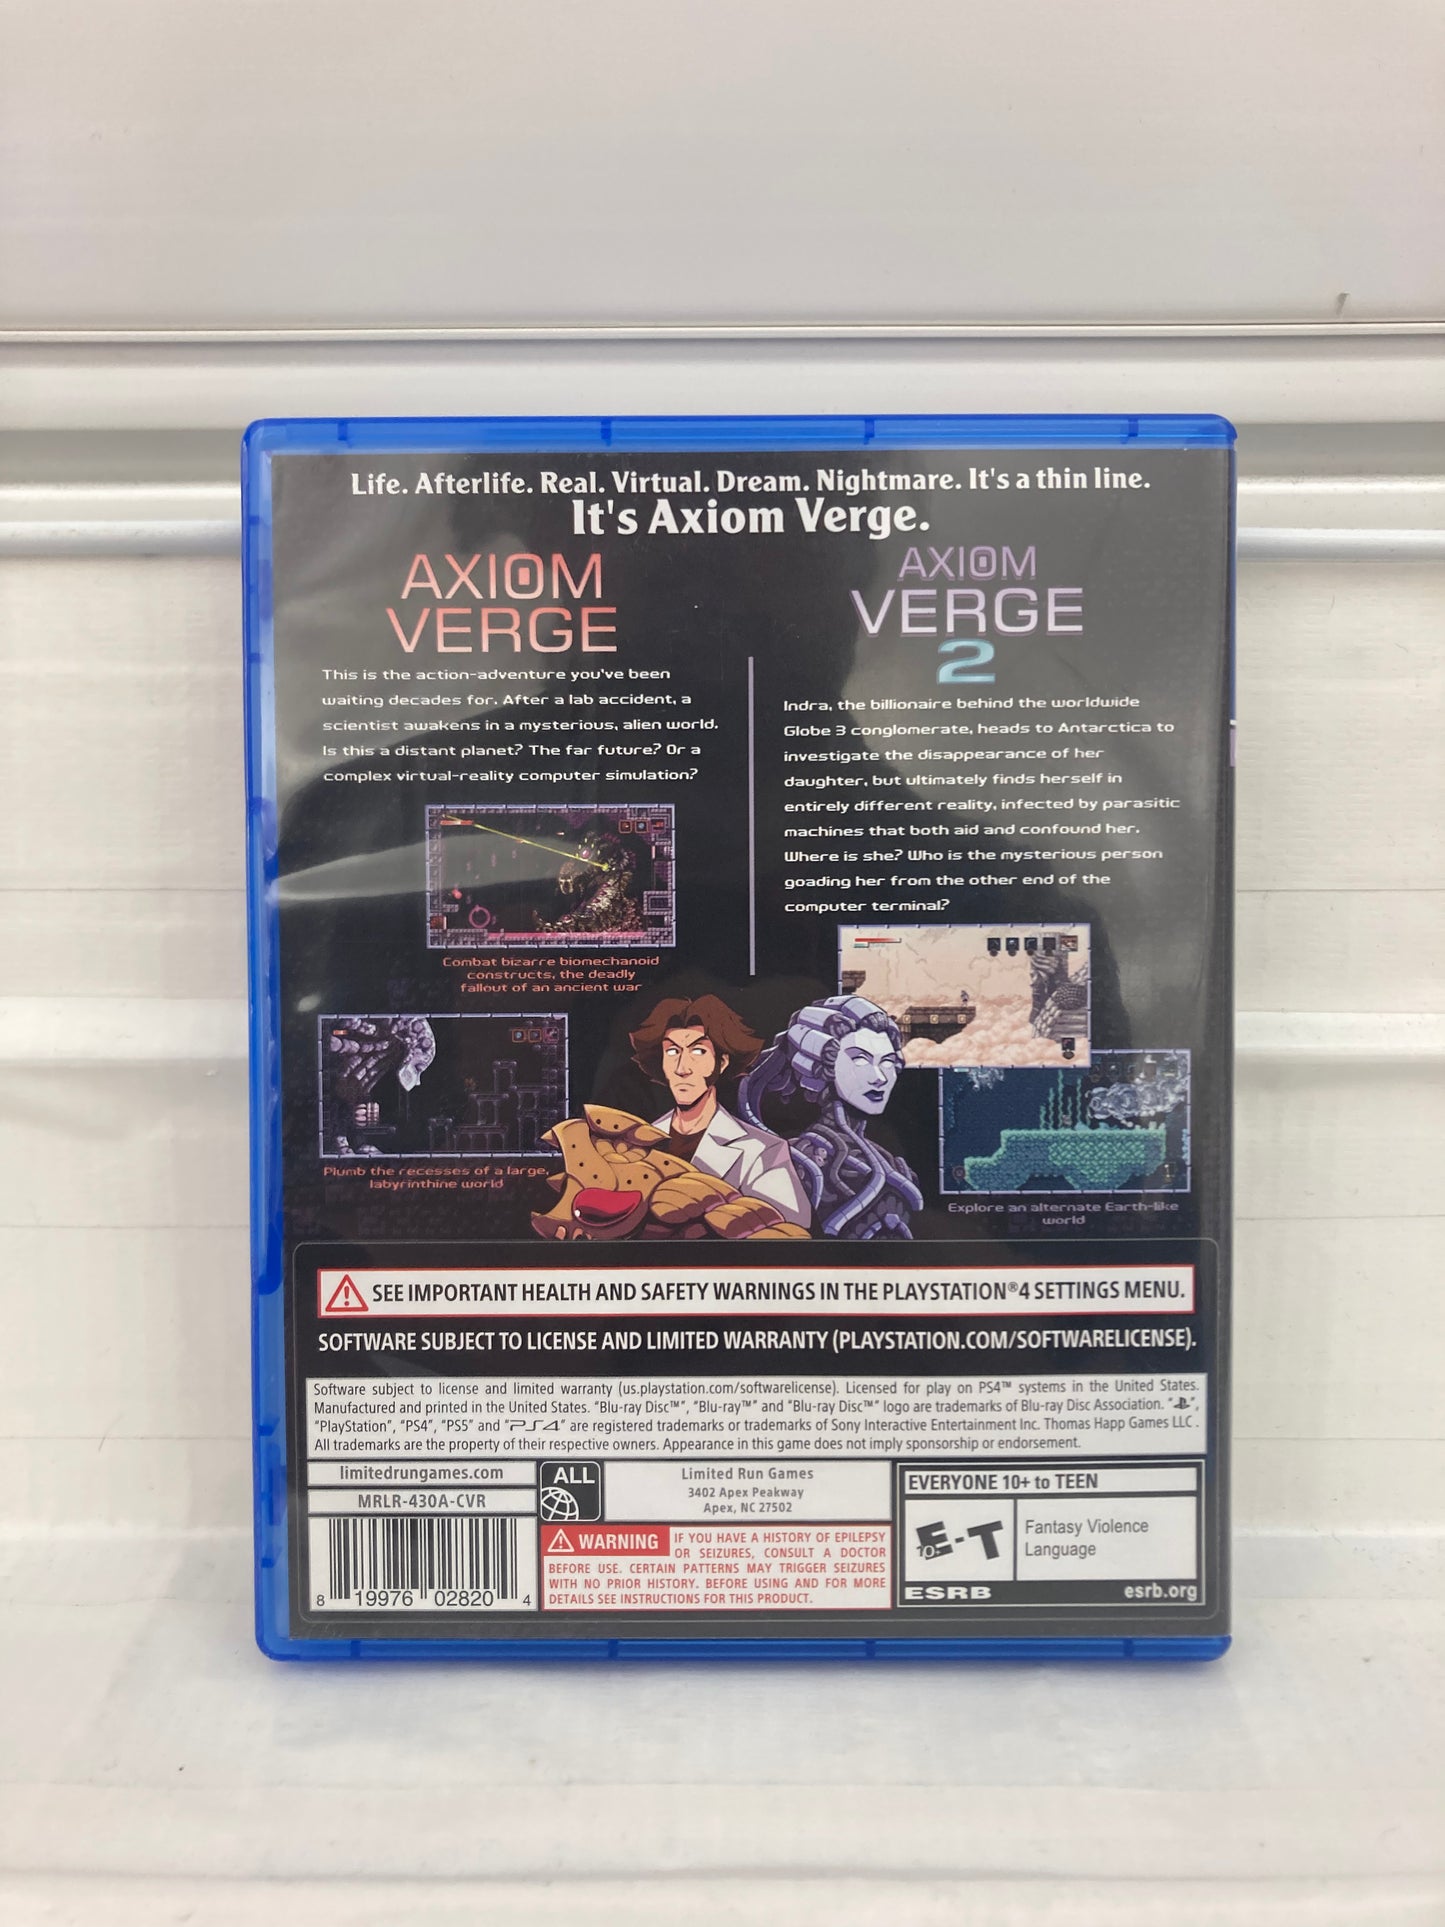 Life. Afterlife. Real. Virtual. Dream. Nightmare. It's a thin line.
It's Axiom Verge.
AXIOM
VERGE
This is the action-adventure you've been
waiting decades for. After a lab accident, a
scientist awakens in a mysterious, alien world.
Is this a distant planet? The far future? Or a
complex virtual-reality computer simulation?
Combat bizarre biomechanoid
constructs, the deadly
fallout of an ancient war
Plumb the recesses of a large,
labyrinthine world
AXIOM
VERGE
2
Indra, the billionaire behind the worldwide
Globe 3 conglomerate, heads to Antarctica to
investigate the disappearance of her
daughter, but ultimately finds herself in
entirely different reality, infected by parasitic
machines that both aid and confound her.
Where is she? Who is the mysterious person
goading her from the other end of the
computer terminal?
Explore an alternate Earth-like
world
SEE IMPORTANT HEALTH AND SAFETY WARNINGS IN THE PLAYSTATION®4 SETTINGS MENU.
SOFTWARE SUBJECT TO LICENSE AND LIMITED WARRANTY (PLAYSTATION.COM/SOFTWARELICENSE).
Software subject to license and limited warranty (us.playstation.com/softwarelicense). Licensed for play on PS4™ systems in the United States.
Manufactured and printed in the United States. "Blu-ray Disc™", "Blu-ray™" and "Blu-ray Disc™" logo are trademarks of Blu-ray Disc Association. " ",
"PlayStation", "PS4", "PS5" and "PS4" are registered trademarks or trademarks of Sony Interactive Entertainment Inc. Thomas Happ Games LLC .
All trademarks are the property of their respective owners. Appearance in this game does not imply sponsorship or endorsement.
limitedrungames.com
MRLR-430A-CVR
8 19976 02820 4
ALL
Limited Run Games
3402 Apex Peakway
Apex, NC 27502
WARNING IF YOU HAVE A HISTORY OF EPILEPSY
OR SEIZURES, CONSULT A DOCTOR
BEFORE USE. CERTAIN PATTERNS MAY TRIGGER SEIZURES
WITH NO PRIOR HISTORY. BEFORE USING AND FOR MORE
DETAILS SEE INSTRUCTIONS FOR THIS PRODUCT.
EVERYONE 10+ to TEEN
E-T
10+
Fantasy Violence
Language
ESRB
esrb.org